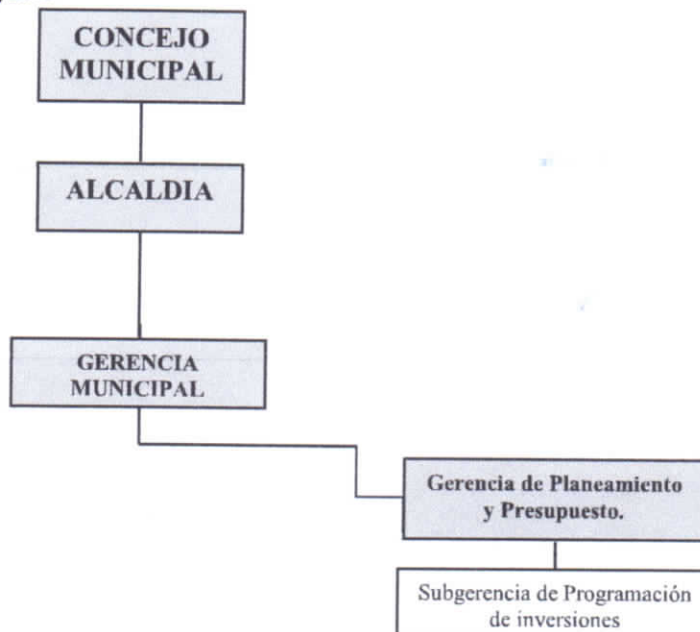 CONCEJO
MUNICIPAL
ALCALDIA
GERENCIA
MUNICIPAL
Gerencia de Planeamiento
y Presupuesto.
Subgerencia de Programación
de inversiones